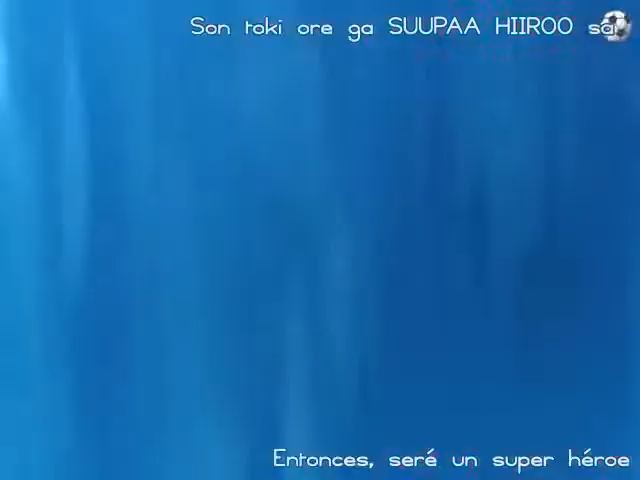 Son toki ore ga SUUPAA HIIROO sa
Entonces, seré un super héroe